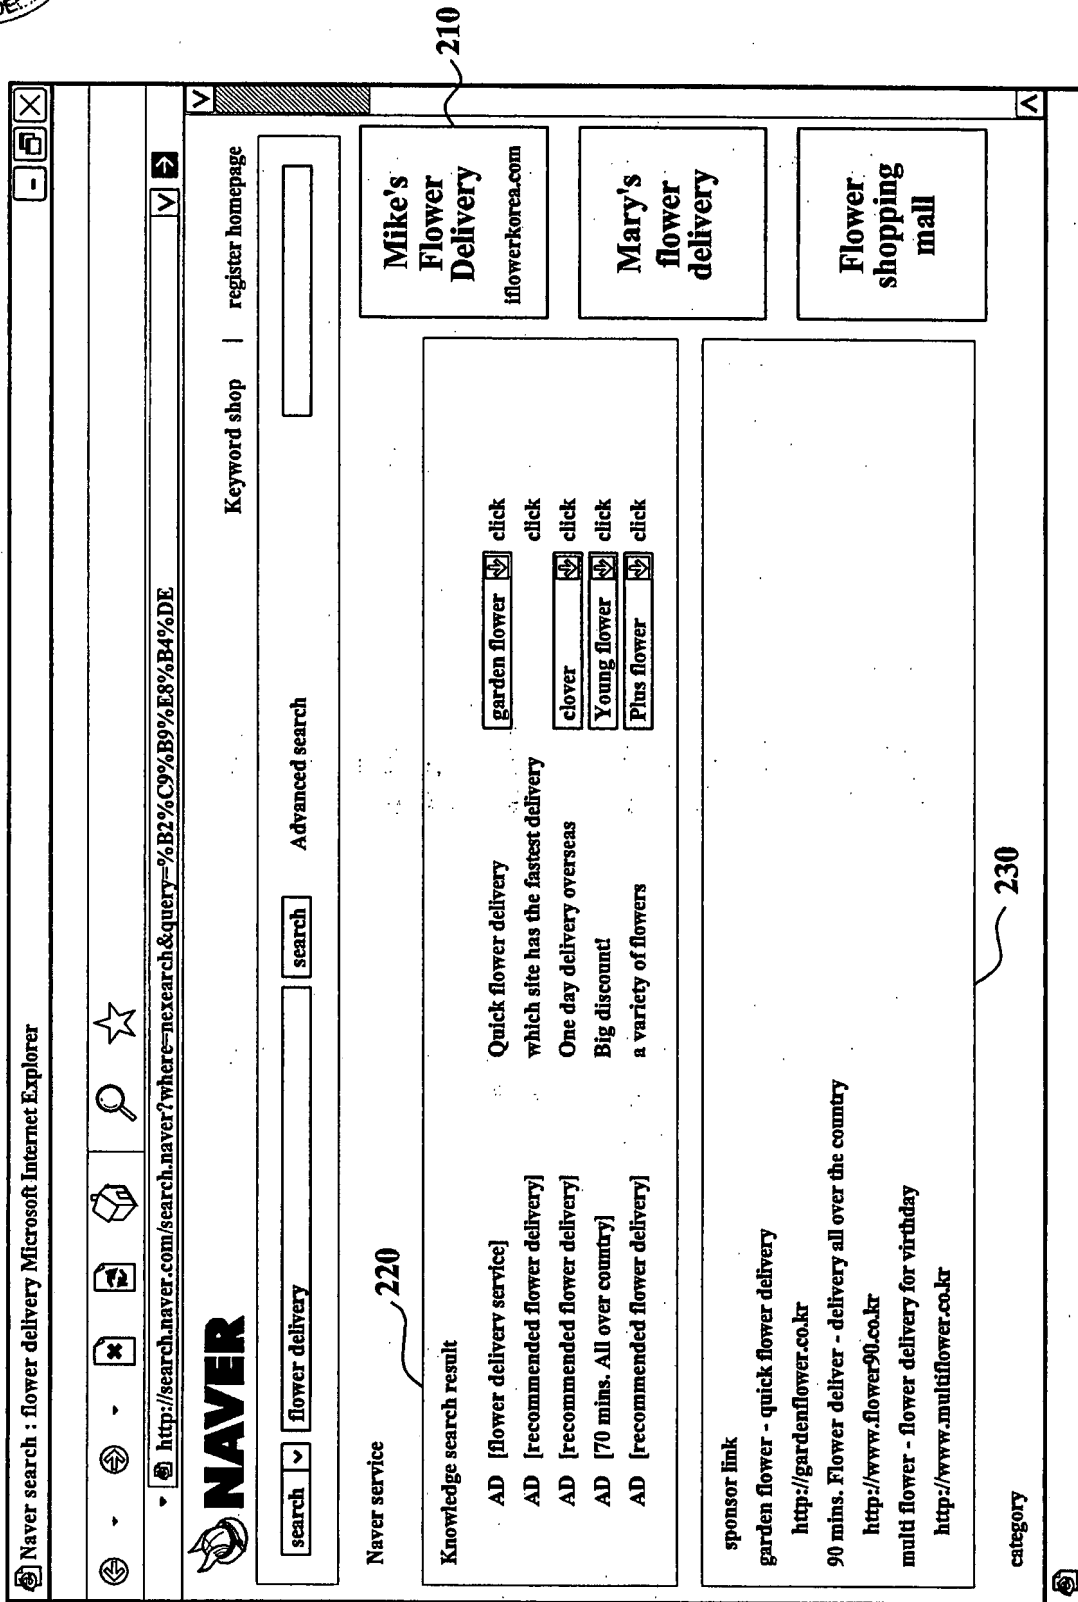 Naver search : flower delivery Microsoft Internet Explorer
http://search.naver.com/search.naver?where=nexearch&query=%B2%C9%B9%E8%B4%DE
NAVER
Keyword shop | register homepage
search flower delivery search Advanced search
Naver service
220
Knowledge search result
AD [flower delivery service] Quick flower delivery garden flower click
AD [recommended flower delivery] which site has the fastest delivery click
AD [recommended flower delivery] One day delivery overseas clover click
AD [70 mins. All over country] Big discount! Young flower click
AD [recommended flower delivery] a variety of flowers Plus flower click
Mike's
Flower
Delivery
iflowerkorea.com
210
Mary's
flower
delivery
Flower
shopping
mall
sponsor link
garden flower - quick flower delivery
http://gardenflower.co.kr
90 mins. Flower deliver - delivery all over the country
http://www.flower90.co.kr
multi flower - flower delivery for virthday
http://www.multiflower.co.kr
230
category